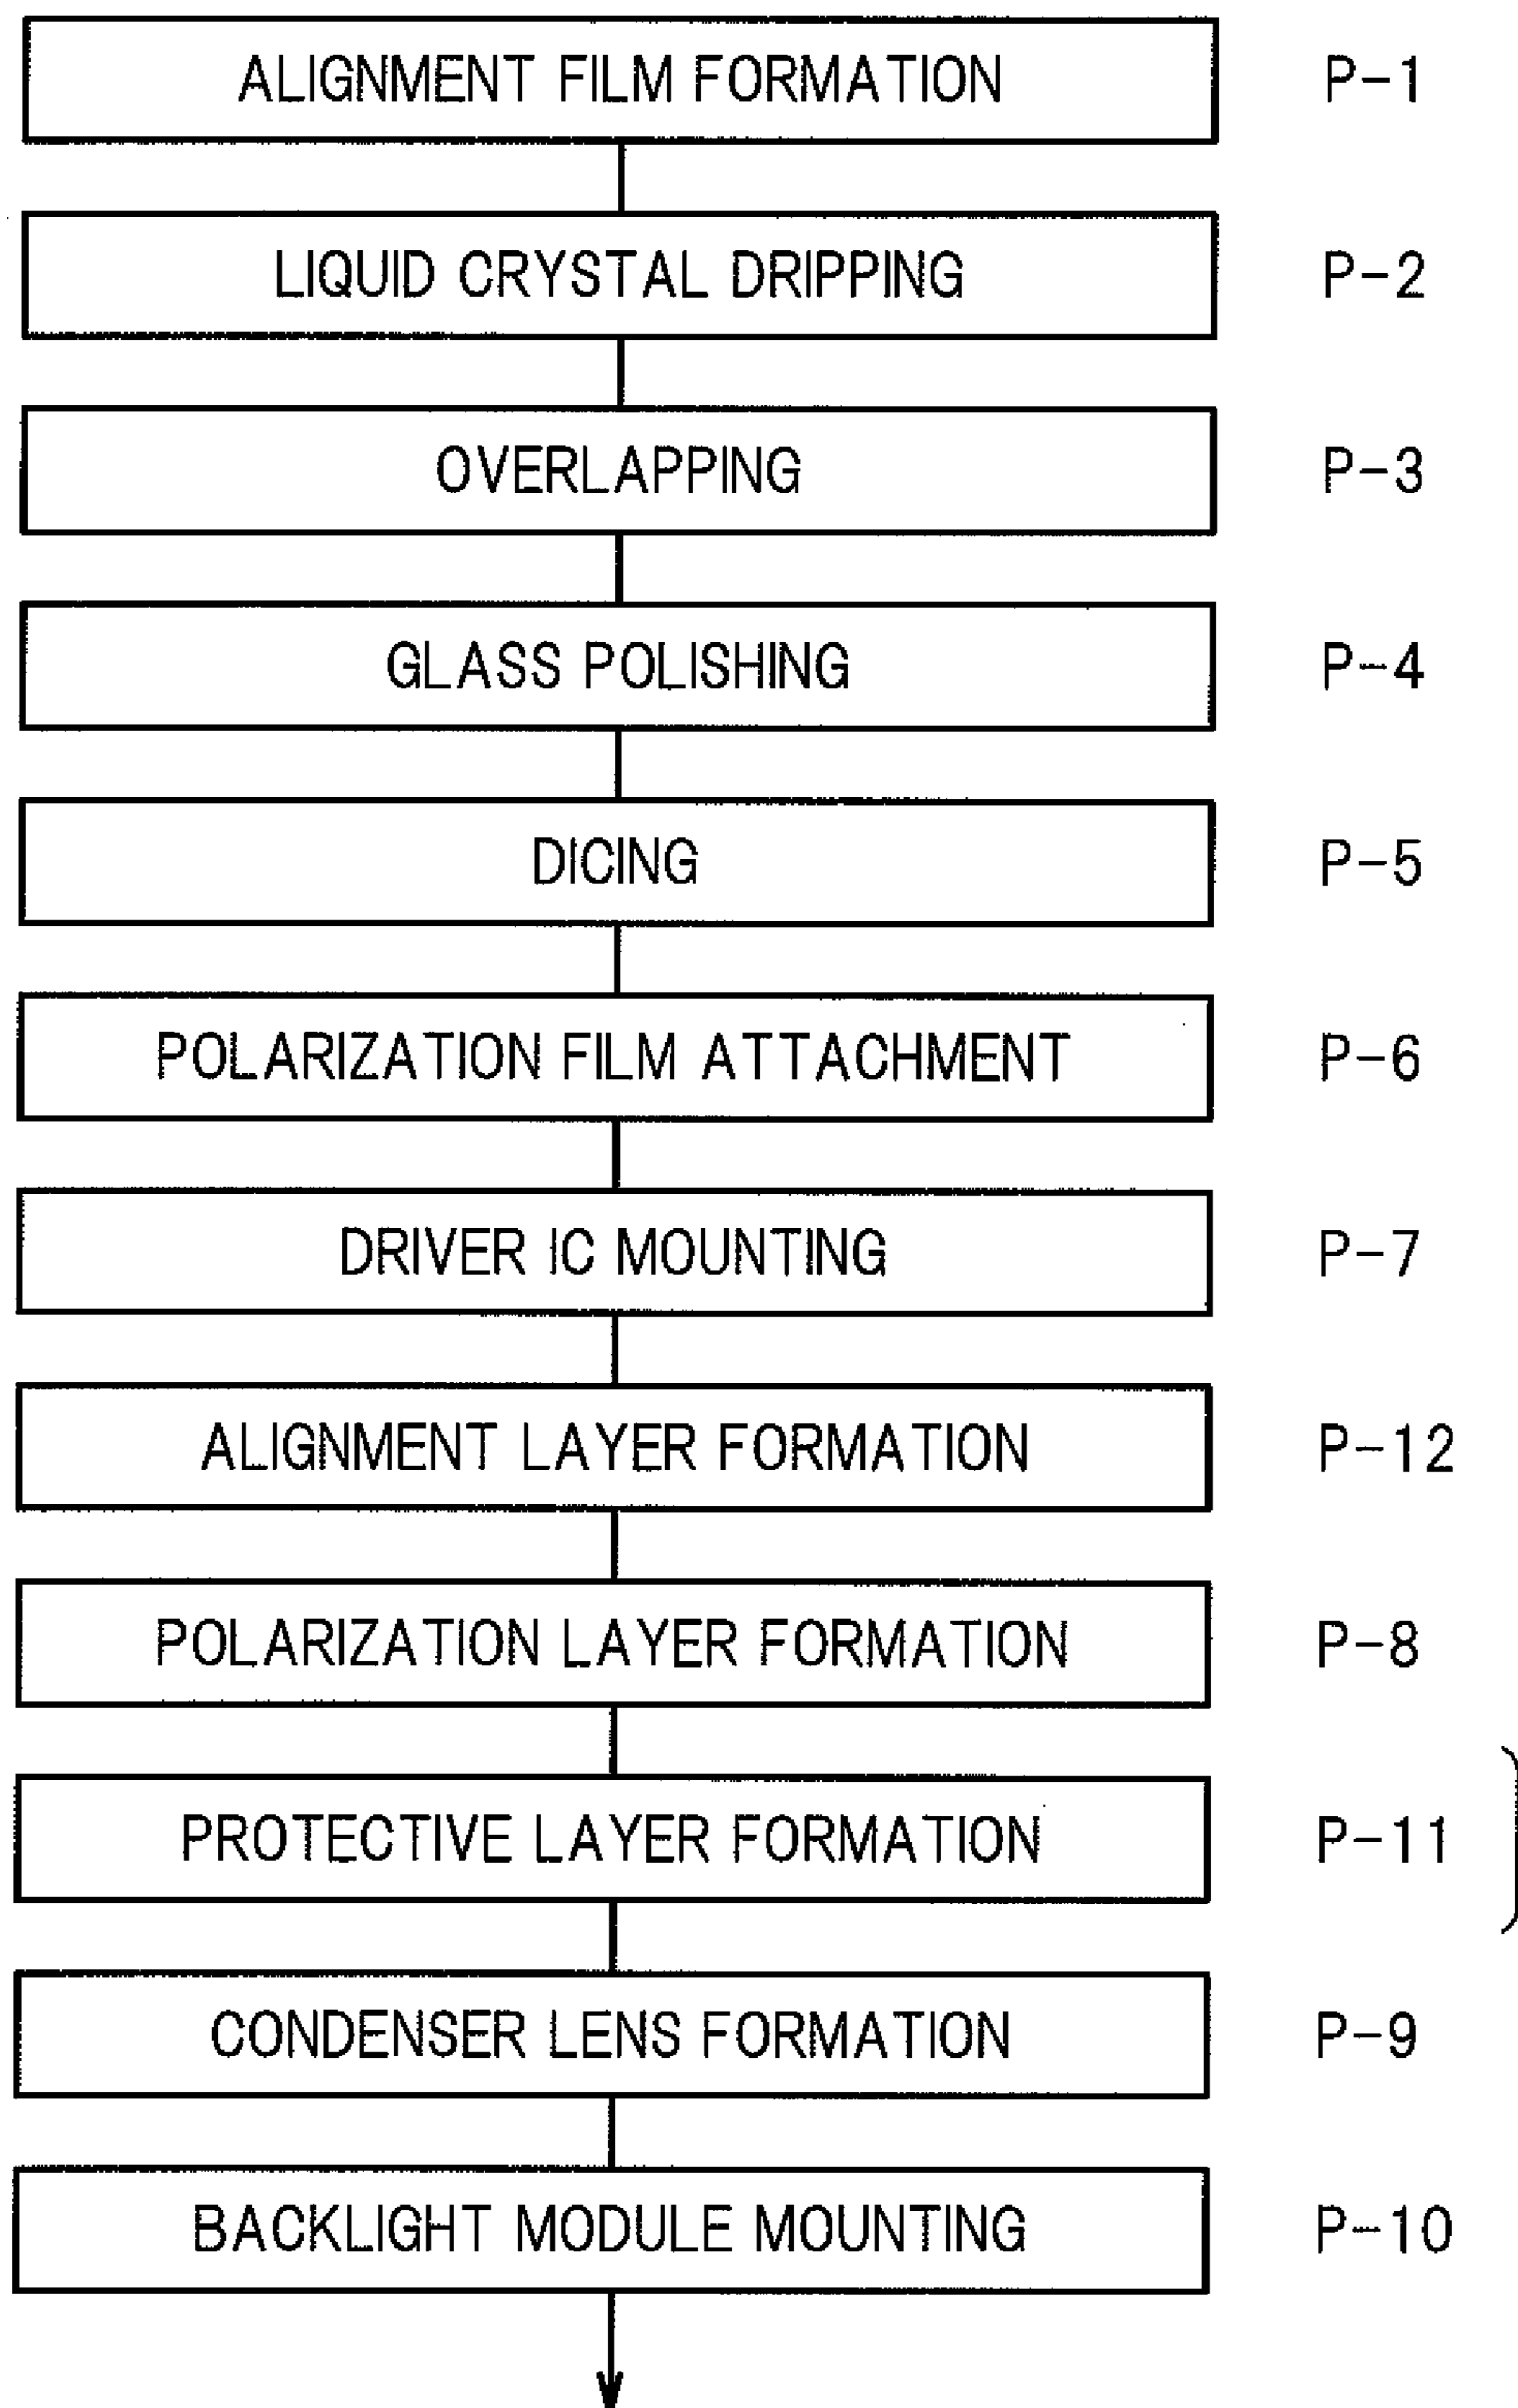 ALIGNMENT FILM FORMATION P-1
LIQUID CRYSTAL DRIPPING P-2
OVERLAPPING P-3
GLASS POLISHING P-4
DICING P-5
POLARIZATION FILM ATTACHMENT P-6
DRIVER IC MOUNTING P-7
ALIGNMENT LAYER FORMATION P-12
POLARIZATION LAYER FORMATION P-8
PROTECTIVE LAYER FORMATION P-11
CONDENSER LENS FORMATION P-9
BACKLIGHT MODULE MOUNTING P-10